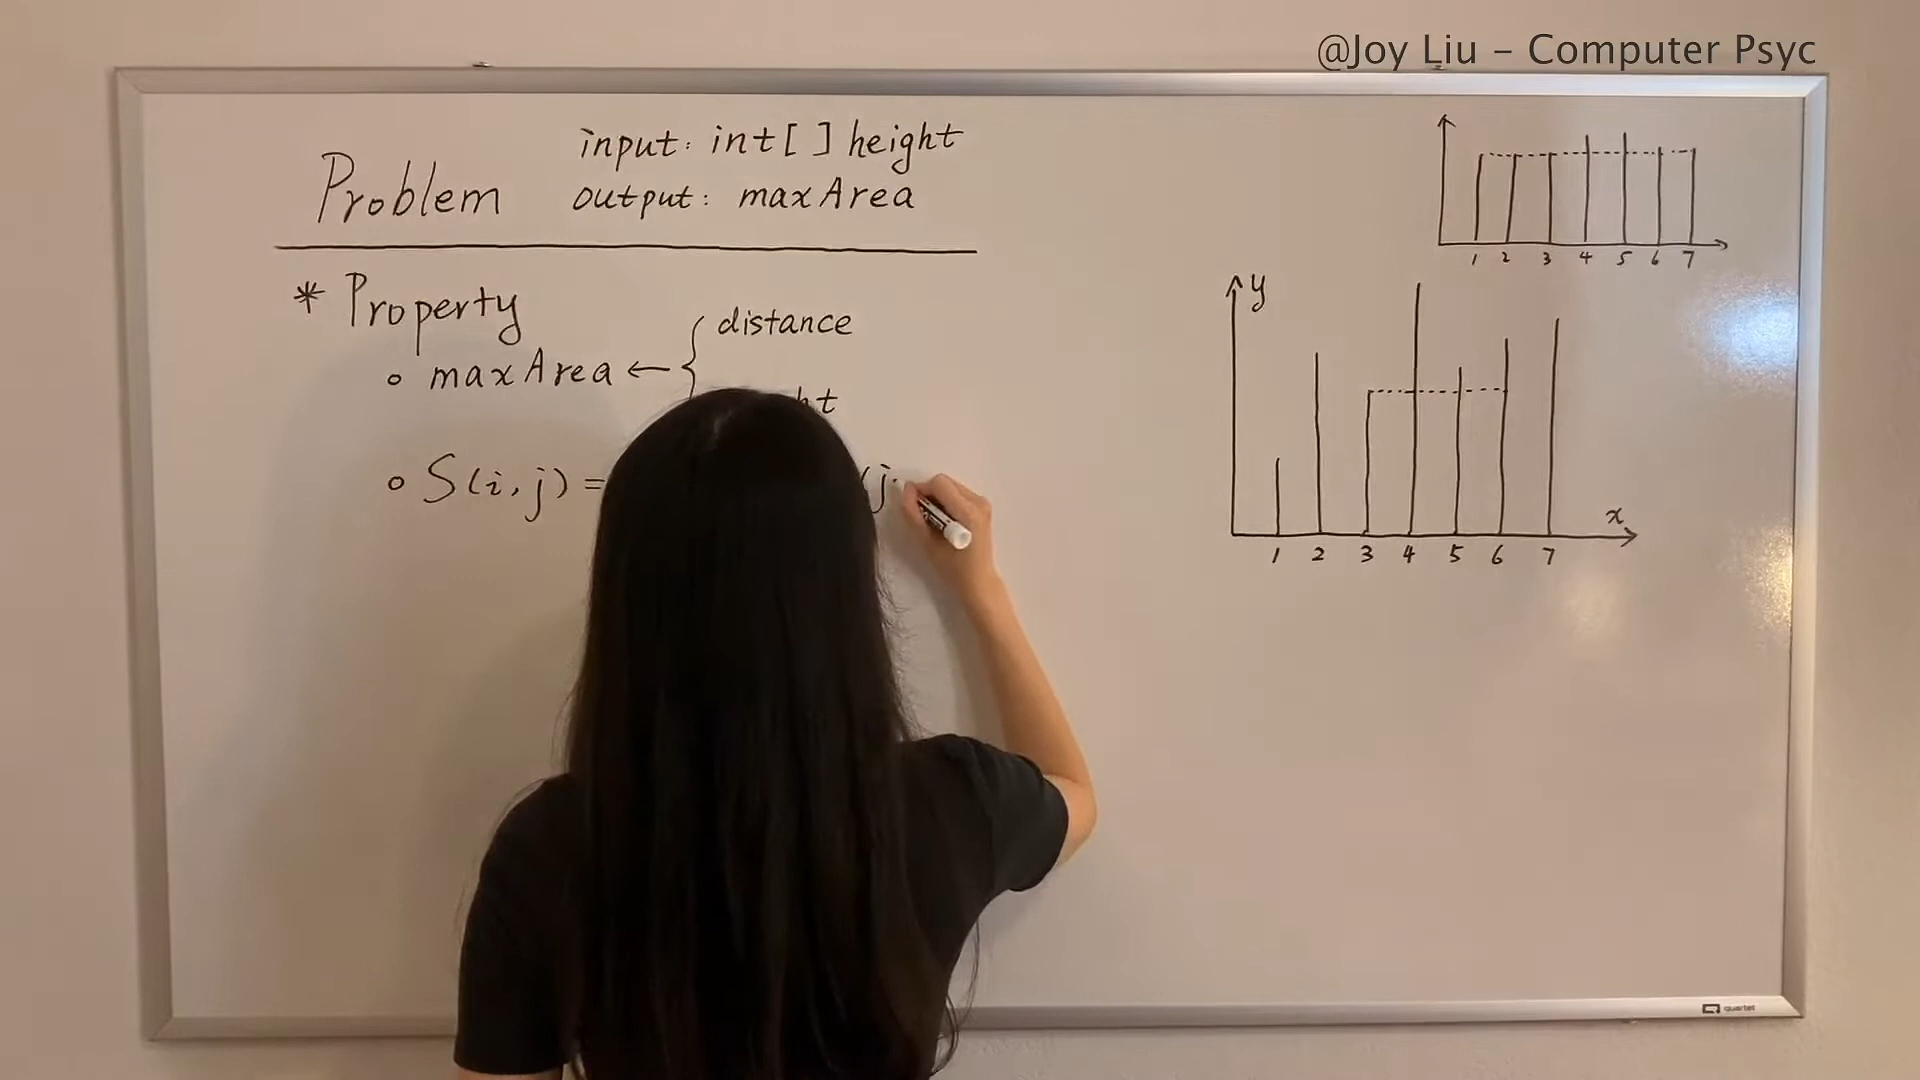 @Joy Liu – Computer Psyc
Problem
input: int[ ] height
output: maxArea
* Property
distance
∘ maxArea ←
∘ S(i,j) =
(j
1 2 3 4 5 6 7
y
x
1 2 3 4 5 6 7
quartet